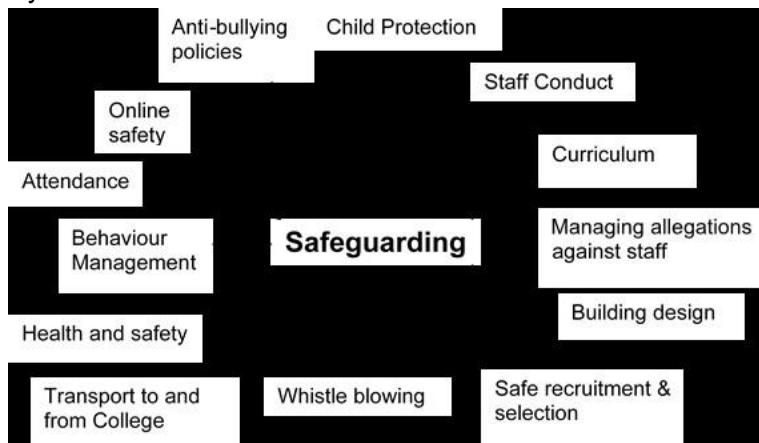 Anti-bullying
policies
Child Protection
Staff Conduct
Online
safety
Curriculum
Attendance
Behaviour
Management
Safeguarding
Managing allegations
against staff
Building design
Health and safety
Transport to and
from College
Whistle blowing
Safe recruitment &
selection